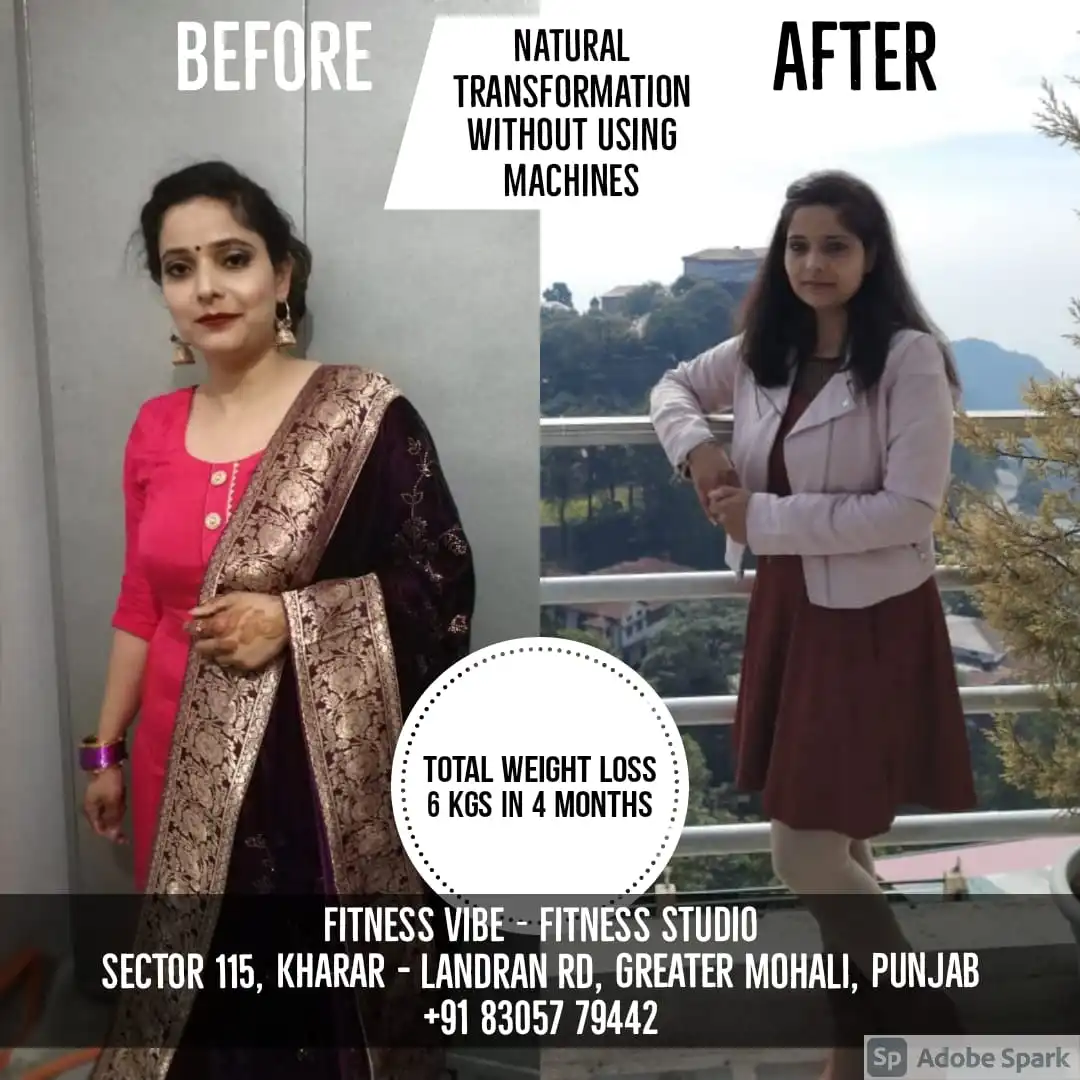 BEFORE
NATURAL
TRANSFORMATION
WITHOUT USING
MACHINES
AFTER
TOTAL WEIGHT LOSS
6 KGS IN 4 MONTHS
FITNESS VIBE - FITNESS STUDIO
SECTOR 115, KHARAR - LANDRAN RD, GREATER MOHALI, PUNJAB
+91 83057 79442
Sp Adobe Spark